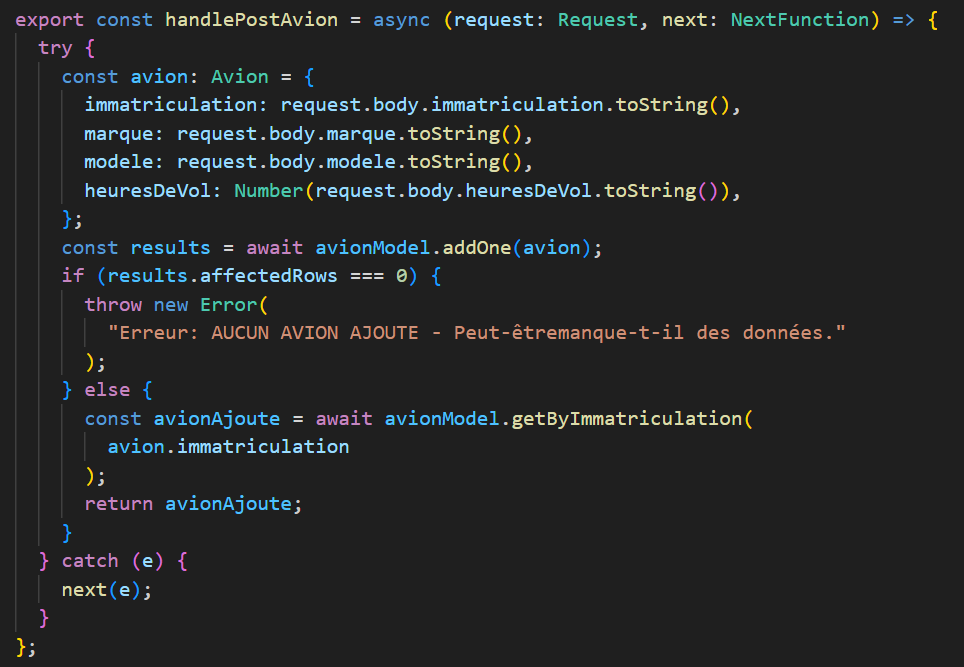 export const handlePostAvion = async (request: Request, next: NextFunction) => {
  try {
    const avion: Avion = {
      immatriculation: request.body.immatriculation.toString(),
      marque: request.body.marque.toString(),
      modele: request.body.modele.toString(),
      heuresDeVol: Number(request.body.heuresDeVol.toString()),
    };
    const results = await avionModel.addOne(avion);
    if (results.affectedRows === 0) {
      throw new Error(
        "Erreur: AUCUN AVION AJOUTE - Peut-êtremanque-t-il des données."
      );
    } else {
      const avionAjoute = await avionModel.getByImmatriculation(
        avion.immatriculation
      );
      return avionAjoute;
    }
  } catch (e) {
    next(e);
  }
};